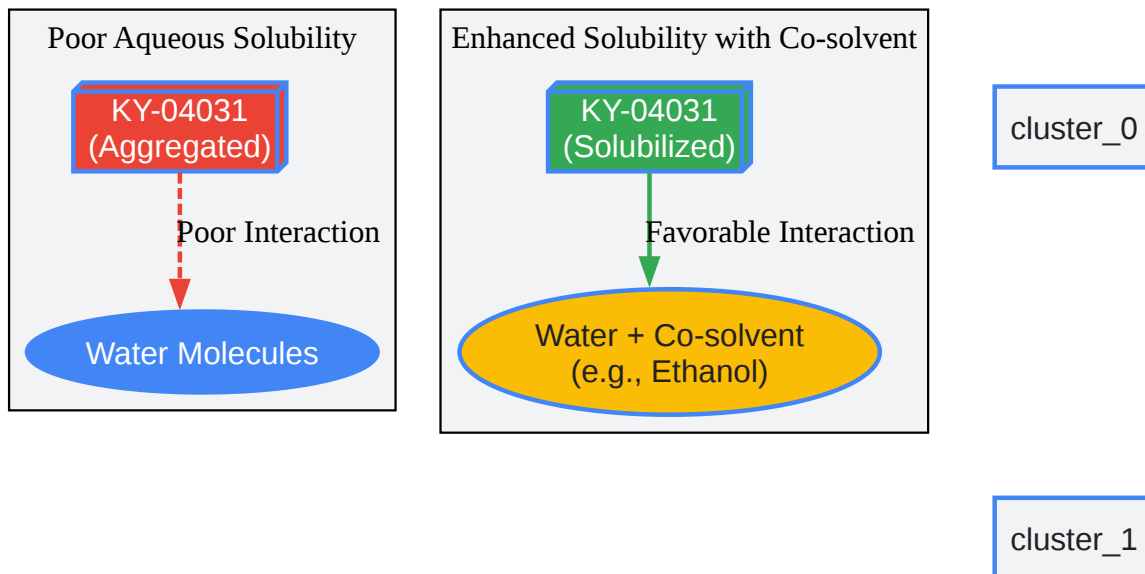 Poor Aqueous Solubility
KY-04031
(Aggregated)
Poor Interaction
Water Molecules
Enhanced Solubility with Co-solvent
KY-04031
(Solubilized)
Favorable Interaction
Water + Co-solvent
(e.g., Ethanol)
cluster_0
cluster_1